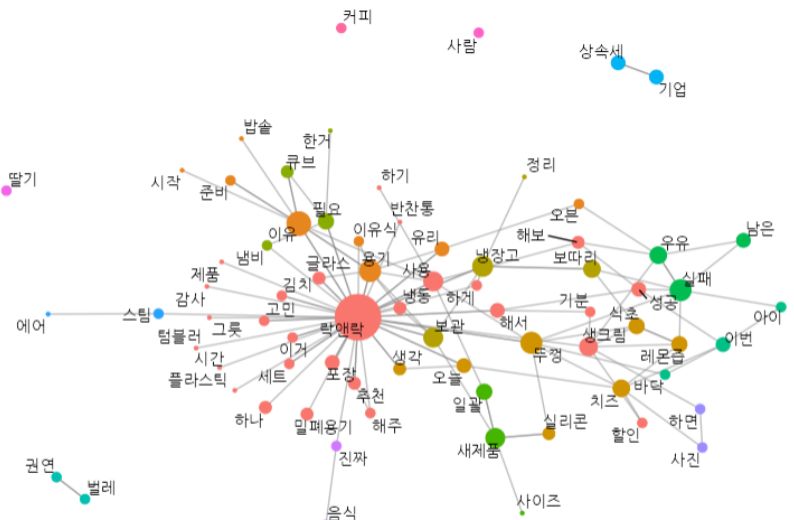 커피
사람
상속세
기업
밥솥
한거
큐브
시작
준비
딸기
하기
정리
필요
반찬통
오븐
이유
이유식
유리
해보
남은
냄비
글라스
용기
사용
냉장고
보따리
우유
제품
김치
실패
감사
고민
냉동
하게
성공
에어
스팀
그릇
락앤락
보관
해서
기분
식초
아이
텀블러
이거
생크림
이번
시간
생각
뚜껑
레몬즙
플라스틱
세트
포장
오늘
치즈
바닥
추천
일괄
하나
밀폐용기
해주
실리콘
할인
하면
진짜
새제품
사진
권연
벌레
사이즈
음식